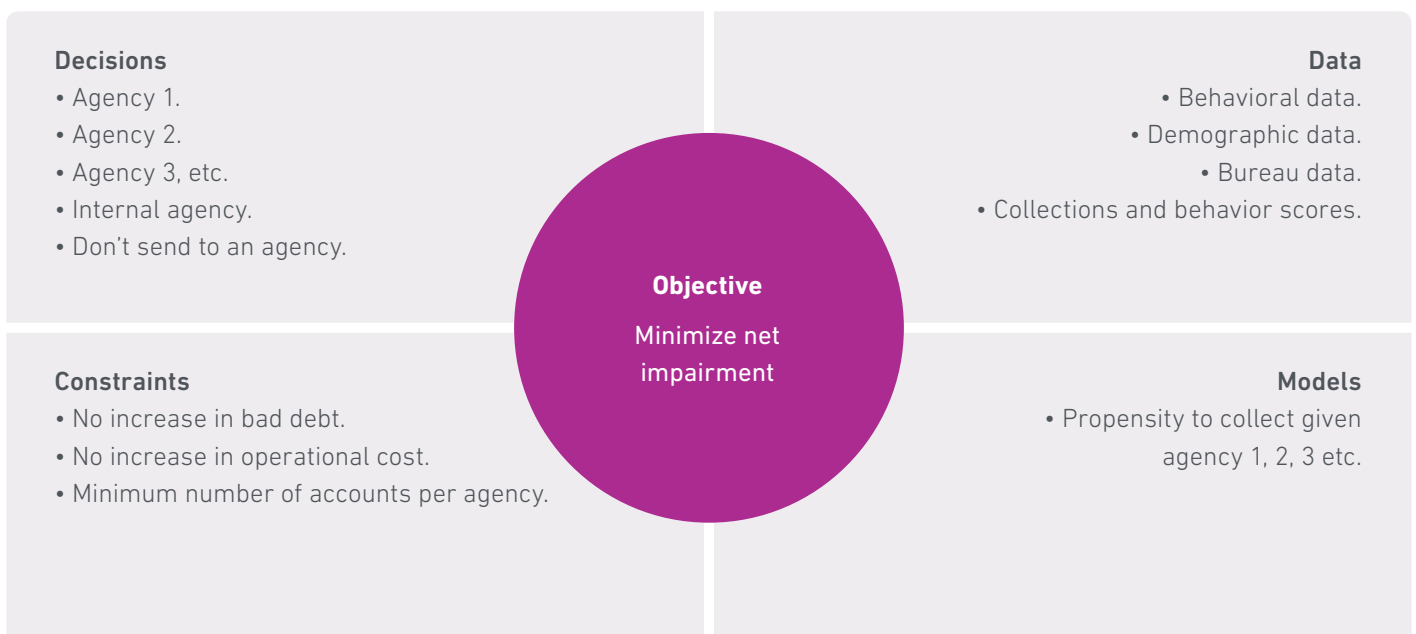 Decisions
• Agency 1.
• Agency 2.
• Agency 3, etc.
• Internal agency.
• Don't send to an agency.
Data
• Behavioral data.
• Demographic data.
• Bureau data.
• Collections and behavior scores.
Objective
Minimize net
impairment
Constraints
• No increase in bad debt.
• No increase in operational cost.
• Minimum number of accounts per agency.
Models
• Propensity to collect given
agency 1, 2, 3 etc.